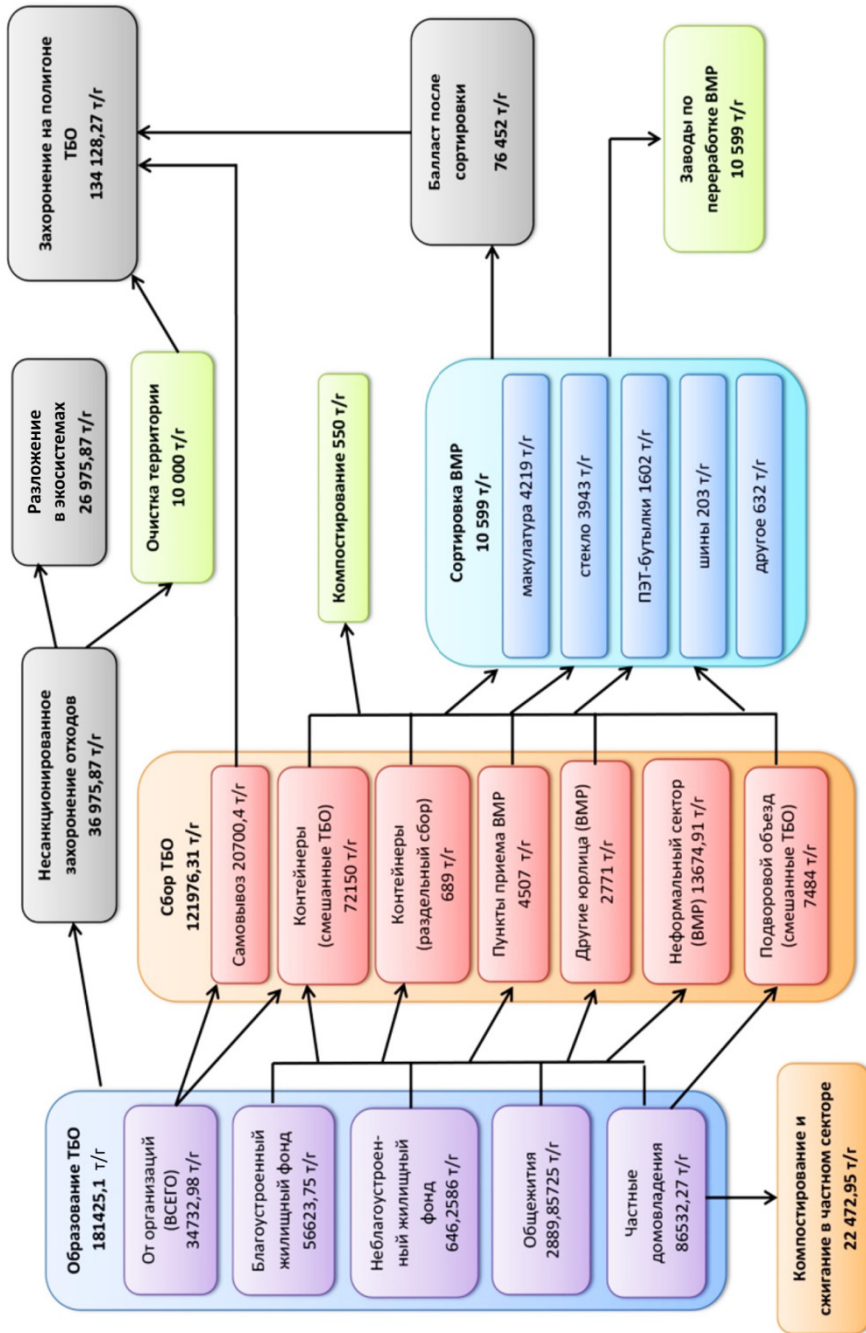 Образование ТБО
181425,1 т/г
От организаций
(ВСЕГО)
34732,98 т/г
Благоустроенный
жилищный фонд
56623,75 т/г
Неблагоустроен-
ный жилищный
фонд
646,2586 т/г
Общежития
2889,85725 т/г
Частные
домовладения
86532,27 т/г
Компостирование и
сжигание в частном секторе
22 472,95 т/г
Несанкционированное
захоронение отходов
36 975,87 т/г
Сбор ТБО
121976,31 т/г
Самовывоз 20700,4 т/г
Контейнеры
(смешанные ТБО)
72150 т/г
Контейнеры
(раздельный сбор)
689 т/г
Пункты приема ВМР
4507 т/г
Другие юрлица (ВМР)
2771 т/г
Неформальный сектор
(ВМР) 13674,91 т/г
Подворовой объезд
(смешанные ТБО)
7484 т/г
Разложение
в экосистемах
26 975,87 т/г
Очистка территории
10 000 т/г
Компостирование 550 т/г
Сортировка ВМР
10 599 т/г
макулатура 4219 т/г
стекло 3943 т/г
ПЭТ-бутылки 1602 т/г
шины 203 т/г
другое 632 т/г
Захоронение на полигоне
ТБО
134 128,27 т/г
Балласт после
сортировки
76 452 т/г
Заводы по
переработке ВМР
10 599 т/г